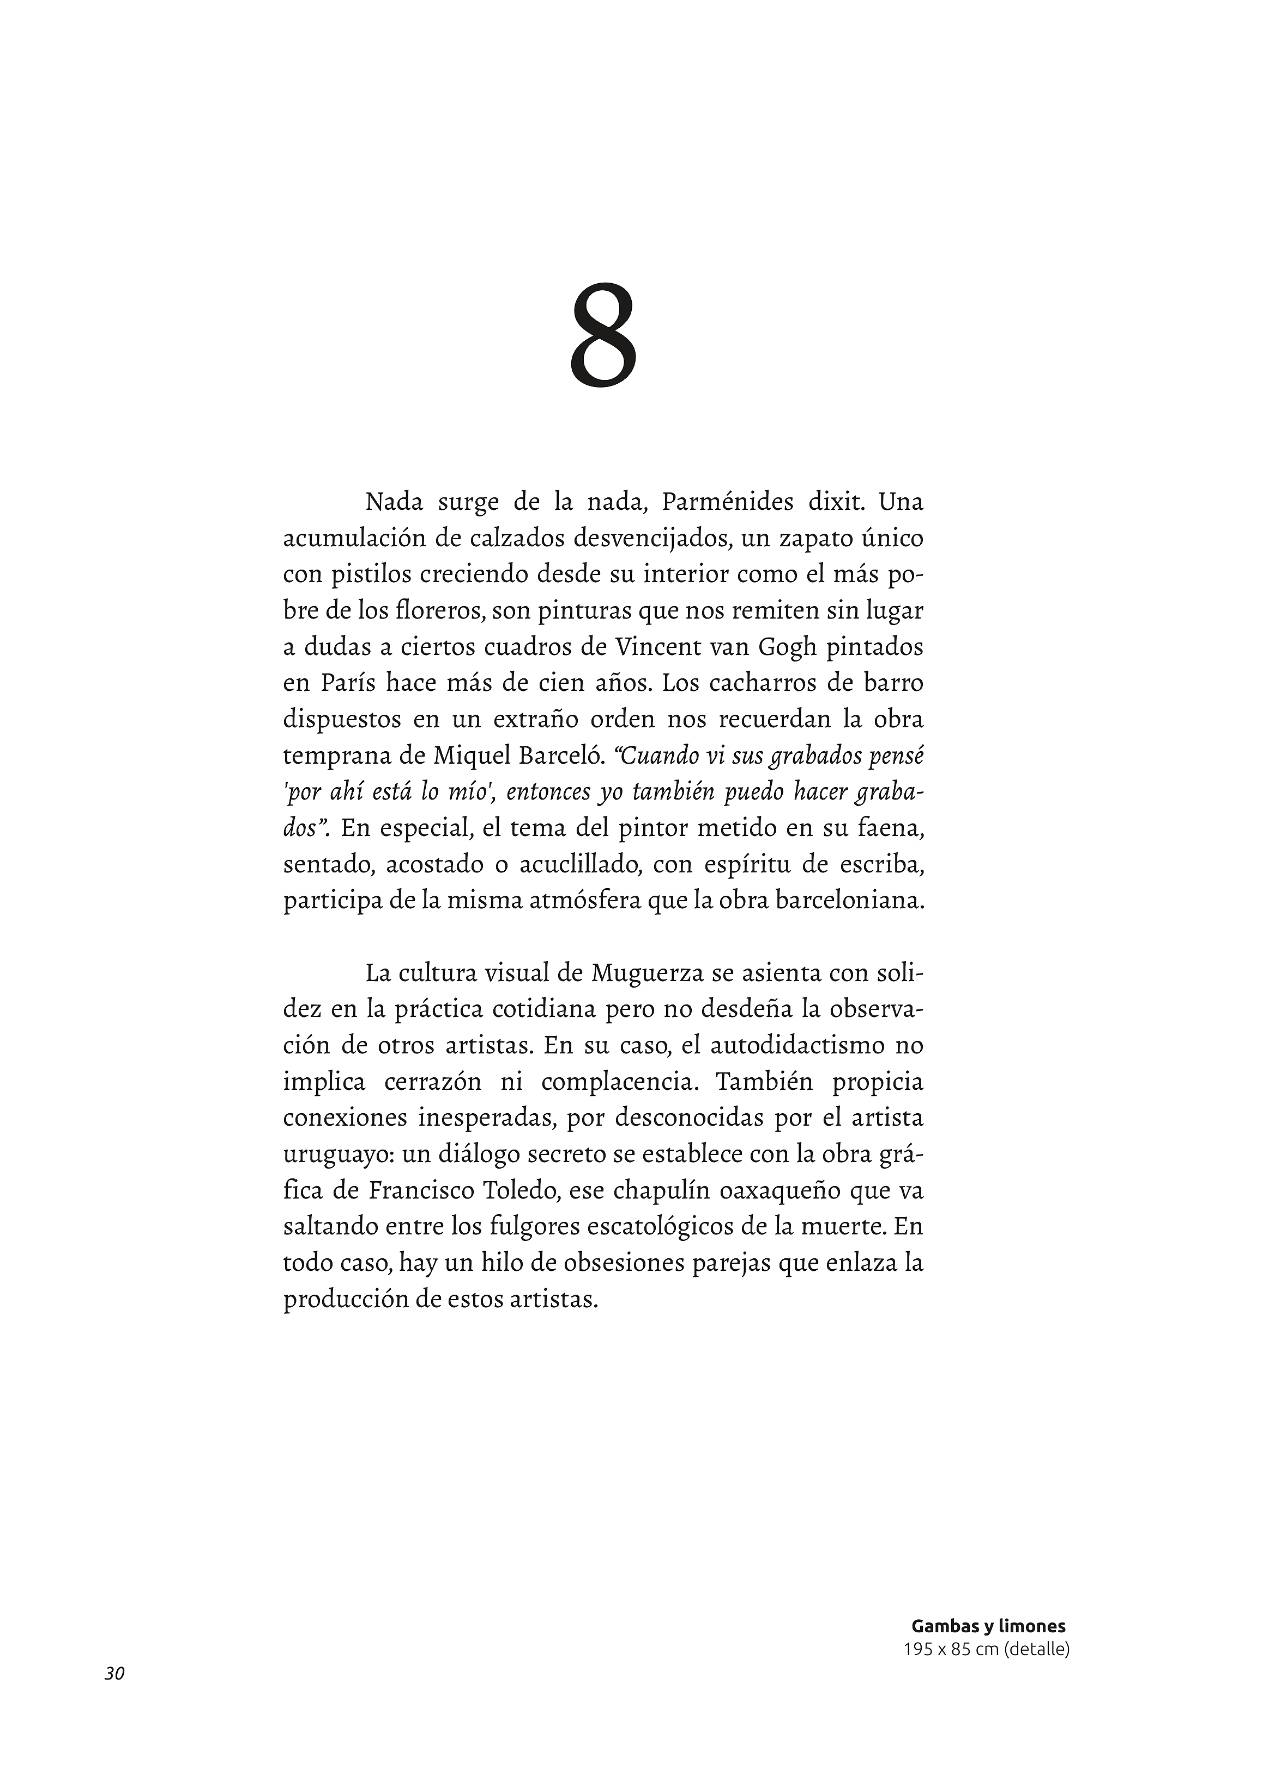 8
Nada surge de la nada, Parménides dixit. Una
acumulación de calzados desvencijados, un zapato único
con pistilos creciendo desde su interior como el más po-
bre de los floreros, son pinturas que nos remiten sin lugar
a dudas a ciertos cuadros de Vincent van Gogh pintados
en París hace más de cien años. Los cacharros de barro
dispuestos en un extraño orden nos recuerdan la obra
temprana de Miquel Barceló. “Cuando vi sus grabados pensé
'por ahí está lo mío', entonces yo también puedo hacer graba-
dos”. En especial, el tema del pintor metido en su faena,
sentado, acostado o acuclillado, con espíritu de escriba,
participa de la misma atmósfera que la obra barceloniana.
La cultura visual de Muguerza se asienta con soli-
dez en la práctica cotidiana pero no desdeña la observa-
ción de otros artistas. En su caso, el autodidactismo no
implica cerrazón ni complacencia. También propicia
conexiones inesperadas, por desconocidas por el artista
uruguayo: un diálogo secreto se establece con la obra grá-
fica de Francisco Toledo, ese chapulín oaxaqueño que va
saltando entre los fulgores escatológicos de la muerte. En
todo caso, hay un hilo de obsesiones parejas que enlaza la
producción de estos artistas.
Gambas y limones
195 x 85 cm (detalle)
30